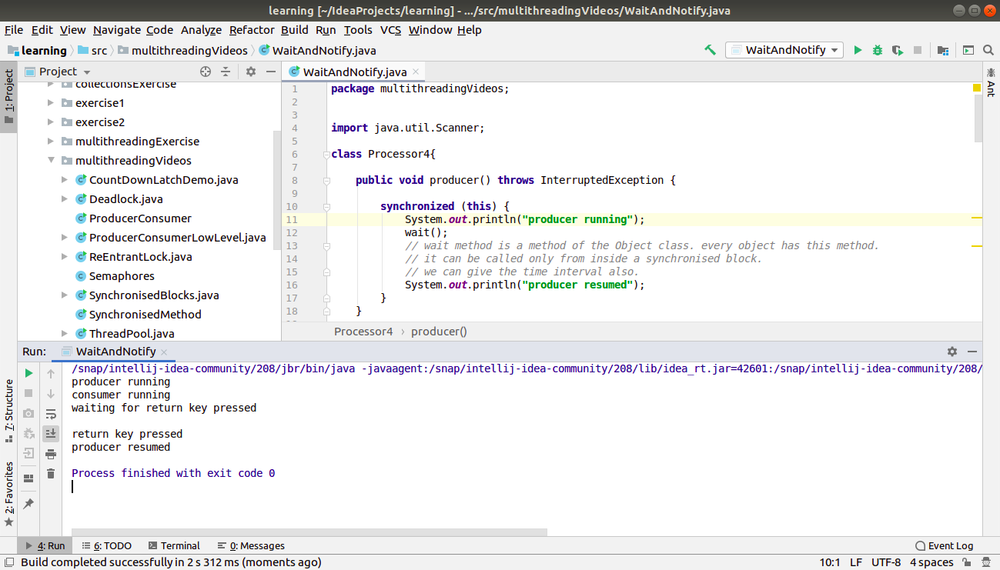 learning [~/IdeaProjects/learning] - .../src/multithreadingVideos/WaitAndNotify.java
File Edit View Navigate Code Analyze Refactor Build Run Tools VCS Window Help
learning src multithreadingVideos WaitAndNotify.java
WaitAndNotify
1: Project
Project
collectionsExercise
exercise1
exercise2
multithreadingExercise
multithreadingVideos
CountDownLatchDemo.java
Deadlock.java
ProducerConsumer
ProducerConsumerLowLevel.java
ReEntrantLock.java
Semaphores
SynchronisedBlocks.java
SynchronisedMethod
ThreadPool.java
WaitAndNotify.java
1 package multithreadingVideos;
2
3
4 import java.util.Scanner;
5
6 class Processor4{
7
8 public void producer() throws InterruptedException {
9
10 synchronized (this) {
11 System.out.println("producer running");
12 wait();
13 // wait method is a method of the Object class. every object has this method.
14 // it can be called only from inside a synchronised block.
15 // we can give the time interval also.
16 System.out.println("producer resumed");
17 }
18 }
Processor4 › producer()
Ant
Run: WaitAndNotify
/snap/intellij-idea-community/208/jbr/bin/java -javaagent:/snap/intellij-idea-community/208/lib/idea_rt.jar=42601:/snap/intellij-idea-community/208/
producer running
consumer running
waiting for return key pressed
return key pressed
producer resumed
Process finished with exit code 0
7: Structure
2: Favorites
4: Run 6: TODO Terminal 0: Messages Event Log
Build completed successfully in 2 s 312 ms (moments ago) 10:1 LF UTF-8 4 spaces